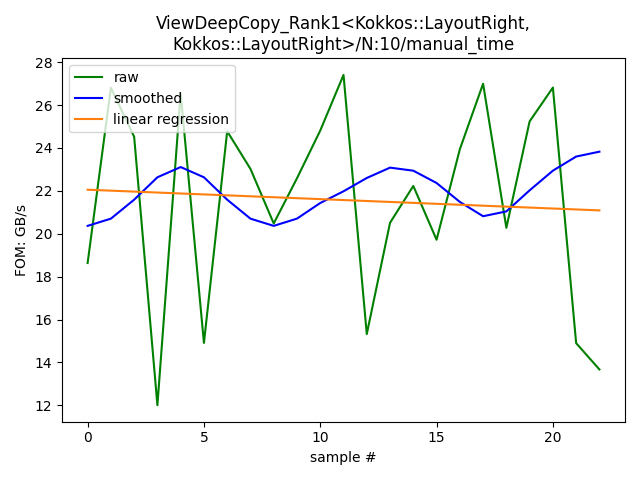 ViewDeepCopy_Rank1<Kokkos::LayoutRight,
Kokkos::LayoutRight>/N:10/manual_time
raw
smoothed
linear regression
FOM: GB/s
28
26
24
22
20
18
16
14
12
0
5
10
15
20
sample #